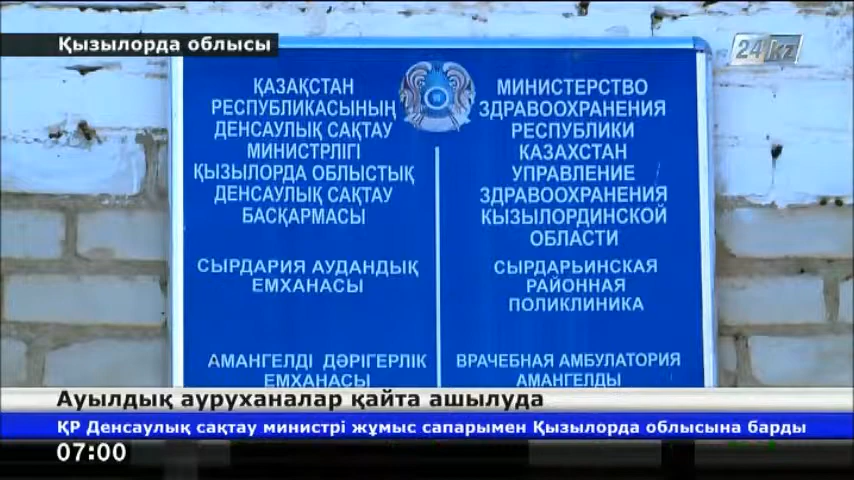 Қызылорда облысы
24.kz
ҚАЗАҚСТАН
РЕСПУБЛИКАСЫНЫҢ
ДЕНСАУЛЫҚ САҚТАУ
МИНИСТРЛІГІ
ҚЫЗЫЛОРДА ОБЛЫСТЫҚ
ДЕНСАУЛЫҚ САҚТАУ
БАСҚАРМАСЫ
СЫРДАРИЯ АУДАНДЫҚ
ЕМХАНАСЫ
АМАНГЕЛДІ ДӘРІГЕРЛІК
ЕМХАНАСЫ
МИНИСТЕРСТВО
ЗДРАВООХРАНЕНИЯ
РЕСПУБЛИКИ
КАЗАХСТАН
УПРАВЛЕНИЕ
ЗДРАВООХРАНЕНИЯ
КЫЗЫЛОРДИНСКОЙ
ОБЛАСТИ
СЫРДАРЬИНСКАЯ
РАЙОННАЯ
ПОЛИКЛИНИКА
ВРАЧЕБНАЯ АМБУЛАТОРИЯ
АМАНГЕЛДЫ
Ауылдық ауруханалар қайта ашылуда
ҚР Денсаулық сақтау министрі жұмыс сапарымен Қызылорда облысына барды
07:00